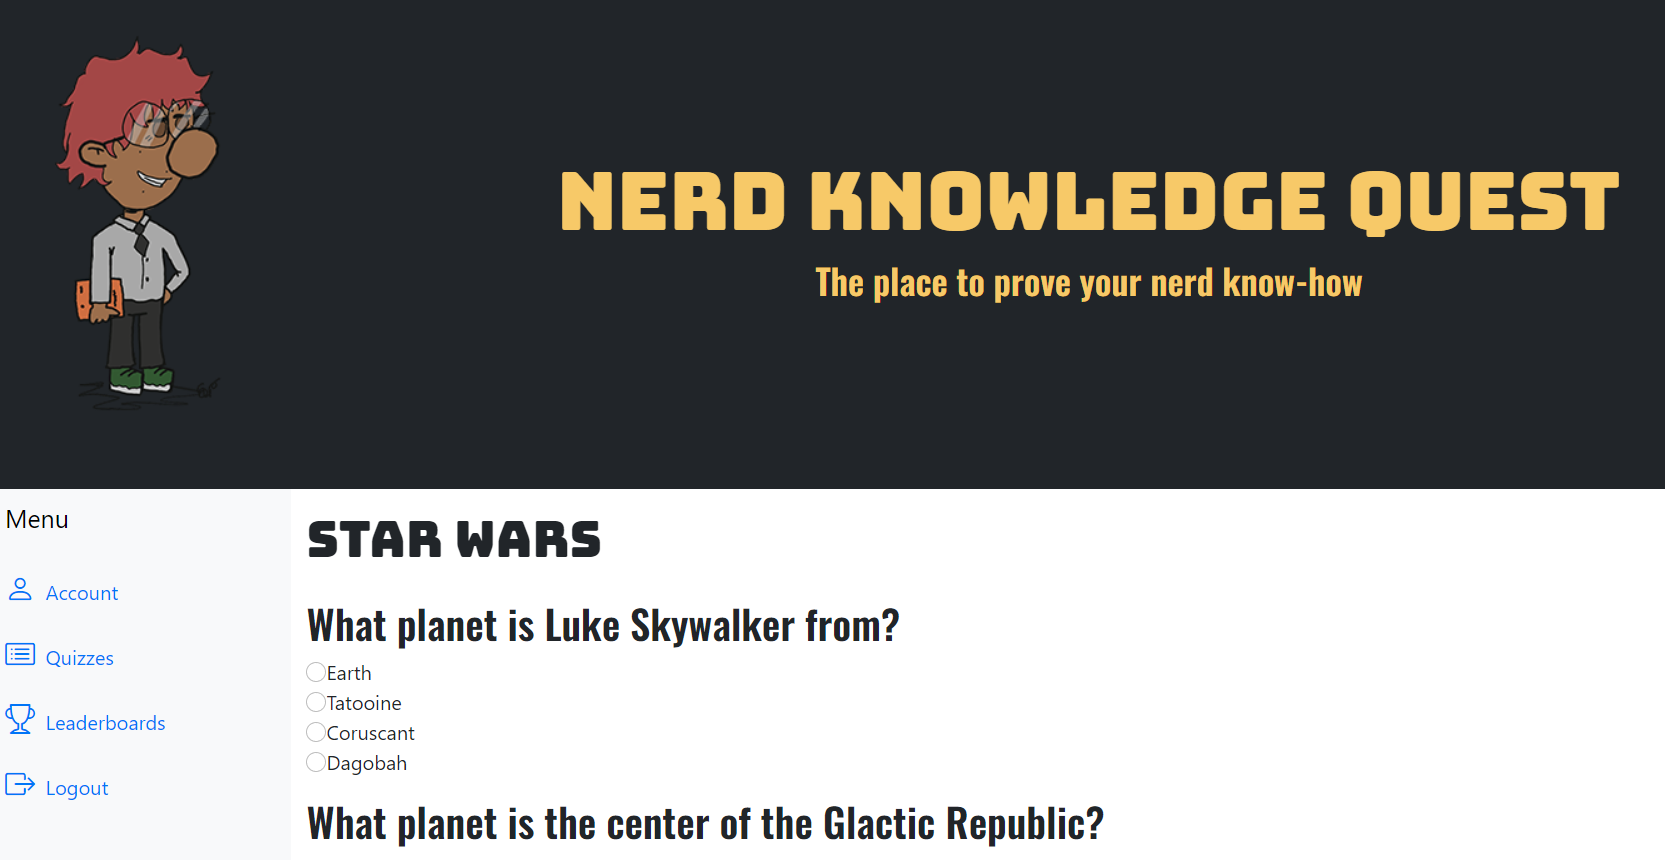 NERD KNOWLEDGE QUEST
The place to prove your nerd know-how
Menu
Account
Quizzes
Leaderboards
Logout
STAR WARS
What planet is Luke Skywalker from?
Earth
Tatooine
Coruscant
Dagobah
What planet is the center of the Glactic Republic?